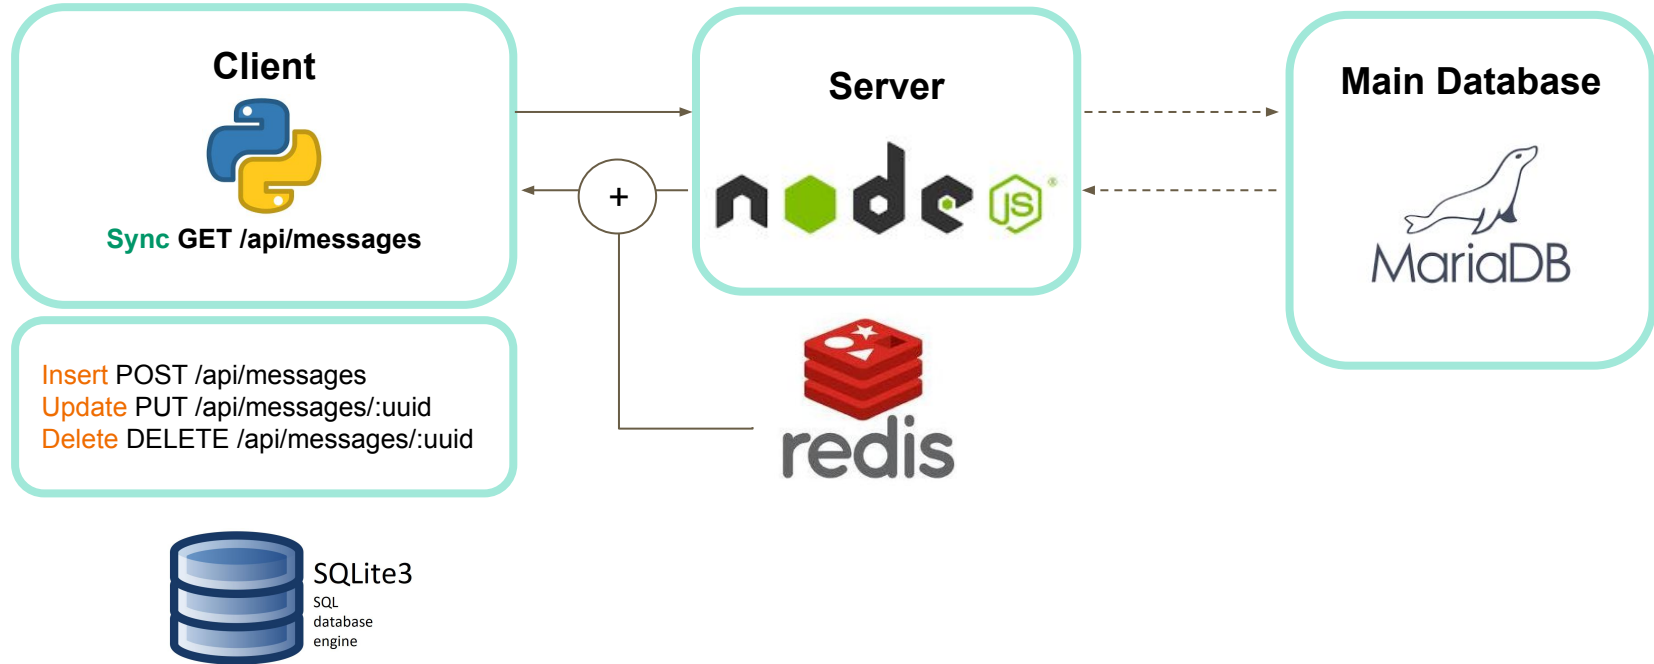 Client
Sync GET /api/messages
Insert POST /api/messages
Update PUT /api/messages/:uuid
Delete DELETE /api/messages/:uuid
SQLite3
SQL
database
engine
+
Server
node
JS
®
redis
Main Database
MariaDB